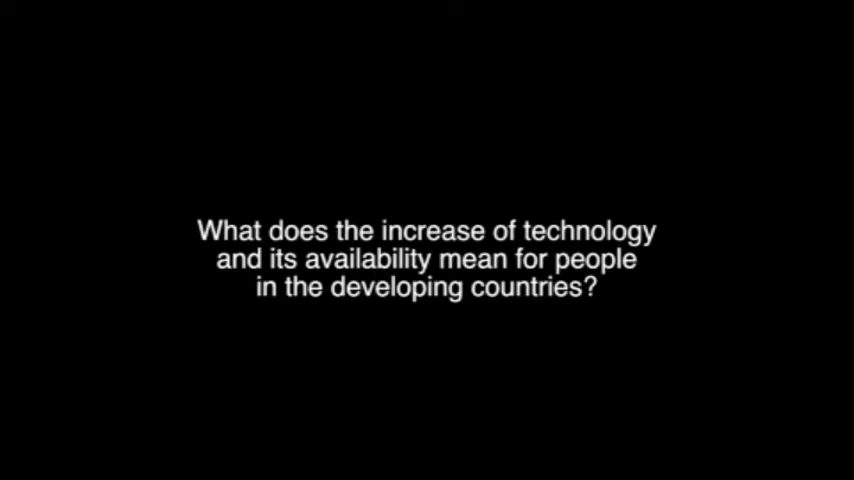 What does the increase of technology
and its availability mean for people
in the developing countries?